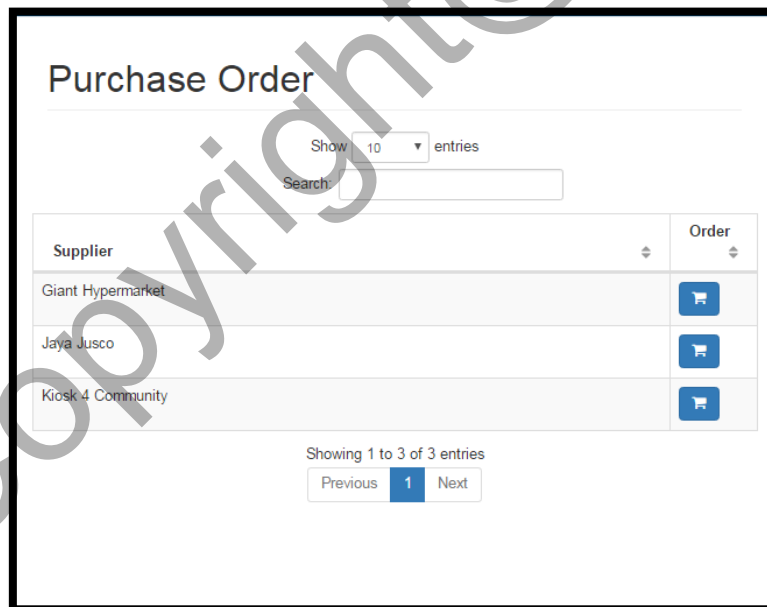 Purchase Order
Show 10 entries
Search:
Supplier
Order
Giant Hypermarket
Jaya Jusco
Kiosk 4 Community
Showing 1 to 3 of 3 entries
Previous 1 Next
Copyright@